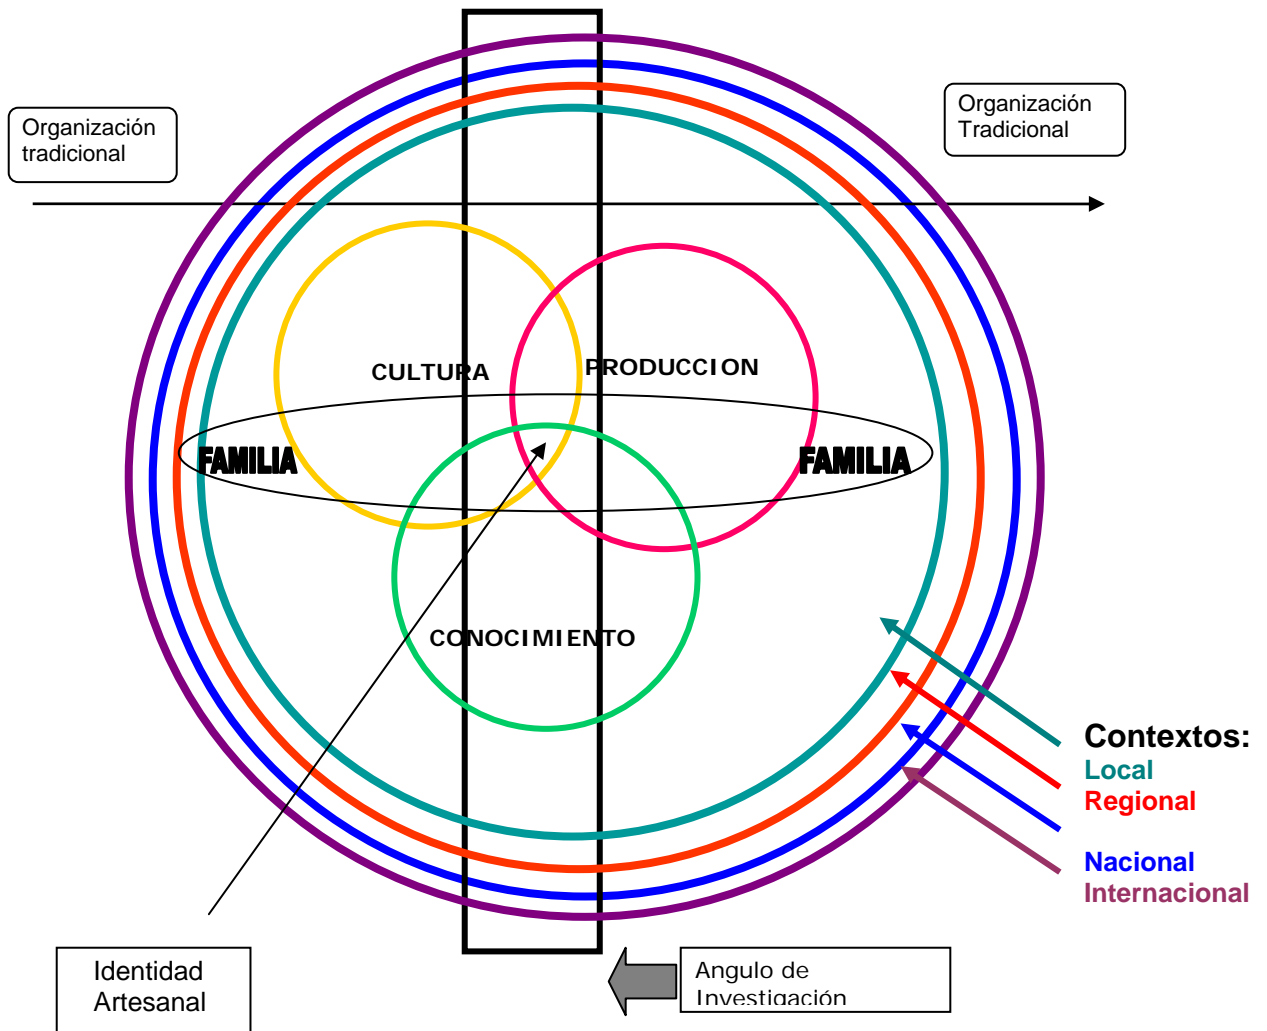 Organización
tradicional
Organización
Tradicional
CULTURA
PRODUCCION
FAMILIA
FAMILIA
CONOCIMIENTO
Contextos:
Local
Regional
Nacional
Internacional
Identidad
Artesanal
Angulo de
Investigación